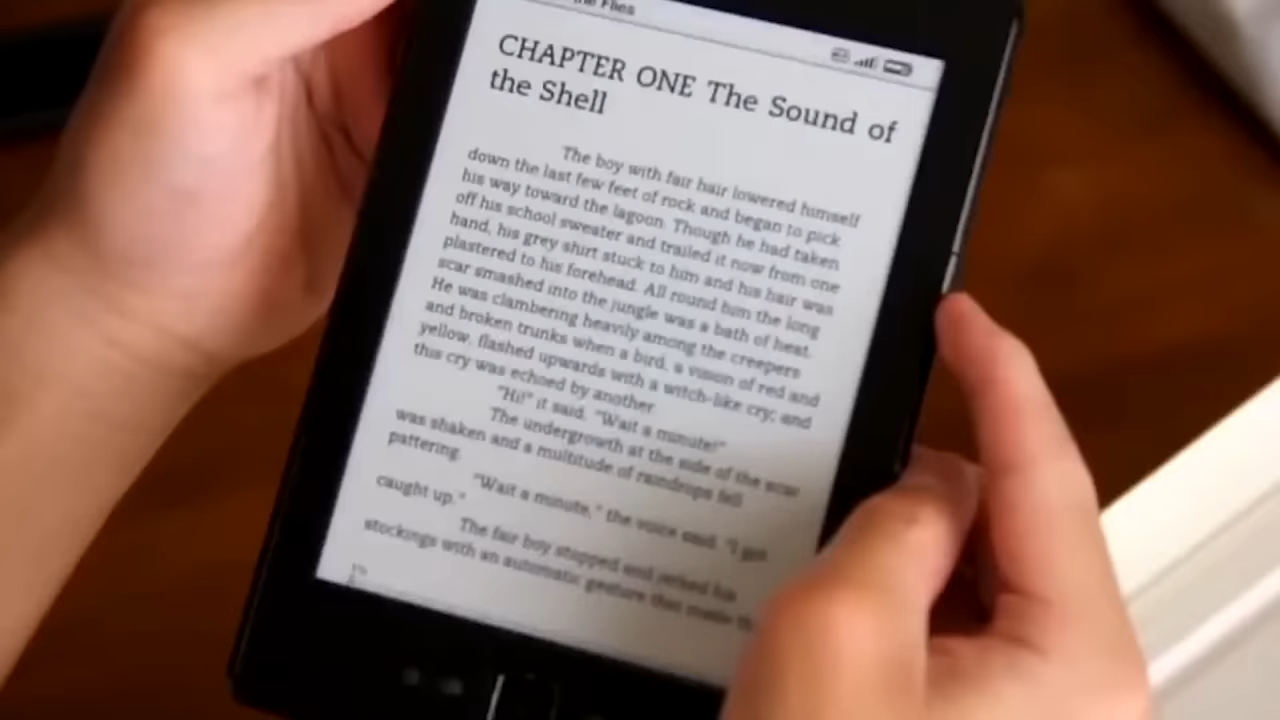 the Flies
CHAPTER ONE The Sound of
the Shell
The boy with fair hair lowered himself
down the last few feet of rock and began to pick
his way toward the lagoon. Though he had taken
off his school sweater and trailed it now from one
hand, his grey shirt stuck to him and his hair was
plastered to his forehead. All round him the long
scar smashed into the jungle was a bath of heat.
He was clambering heavily among the creepers
and broken trunks when a bird, a vision of red and
yellow, flashed upwards with a witch-like cry; and
this cry was echoed by another.
"Hi!" it said. "Wait a minute!"
The undergrowth at the side of the scar
was shaken and a multitude of raindrops fell
pattering.
"Wait a minute," the voice said. "I got
caught up."
The fair boy stopped and jerked his
stockings with an automatic gesture that made